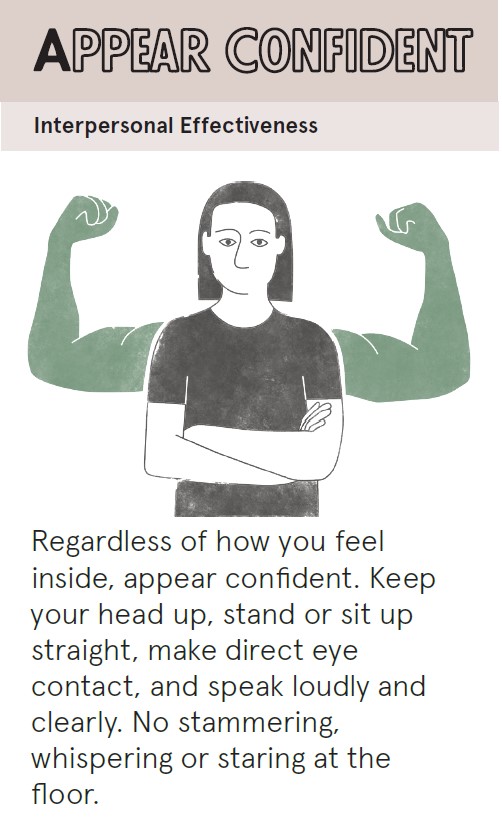 APPEAR CONFIDENT
Interpersonal Effectiveness
Regardless of how you feel
inside, appear confident. Keep
your head up, stand or sit up
straight, make direct eye
contact, and speak loudly and
clearly. No stammering,
whispering or staring at the
floor.